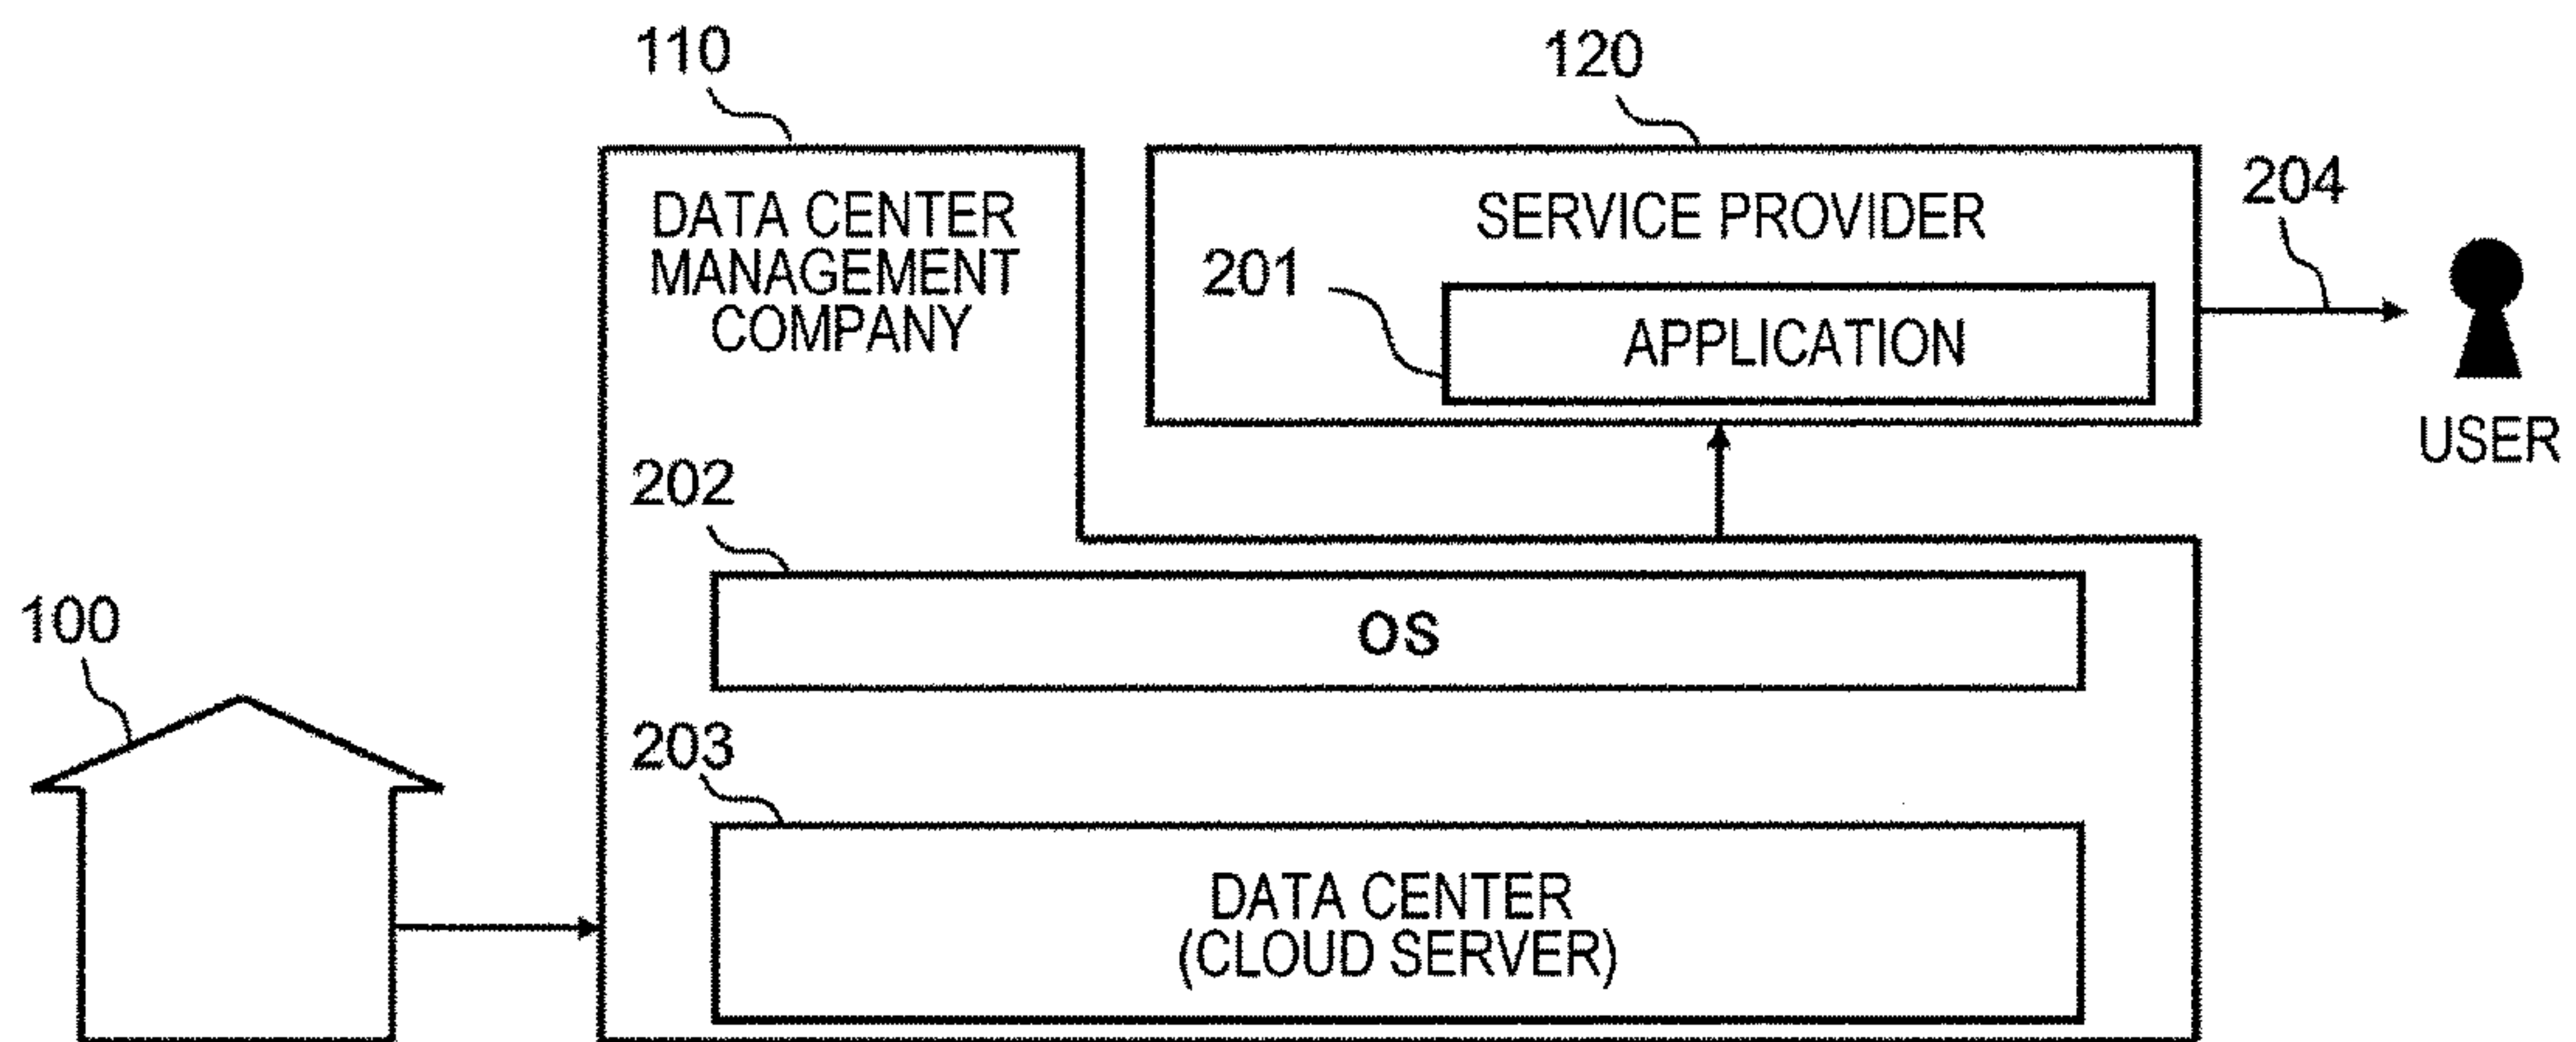 110
120
DATA CENTER
MANAGEMENT
COMPANY
SERVICE PROVIDER
204
201
APPLICATION
USER
202
OS
100
203
DATA CENTER
(CLOUD SERVER)